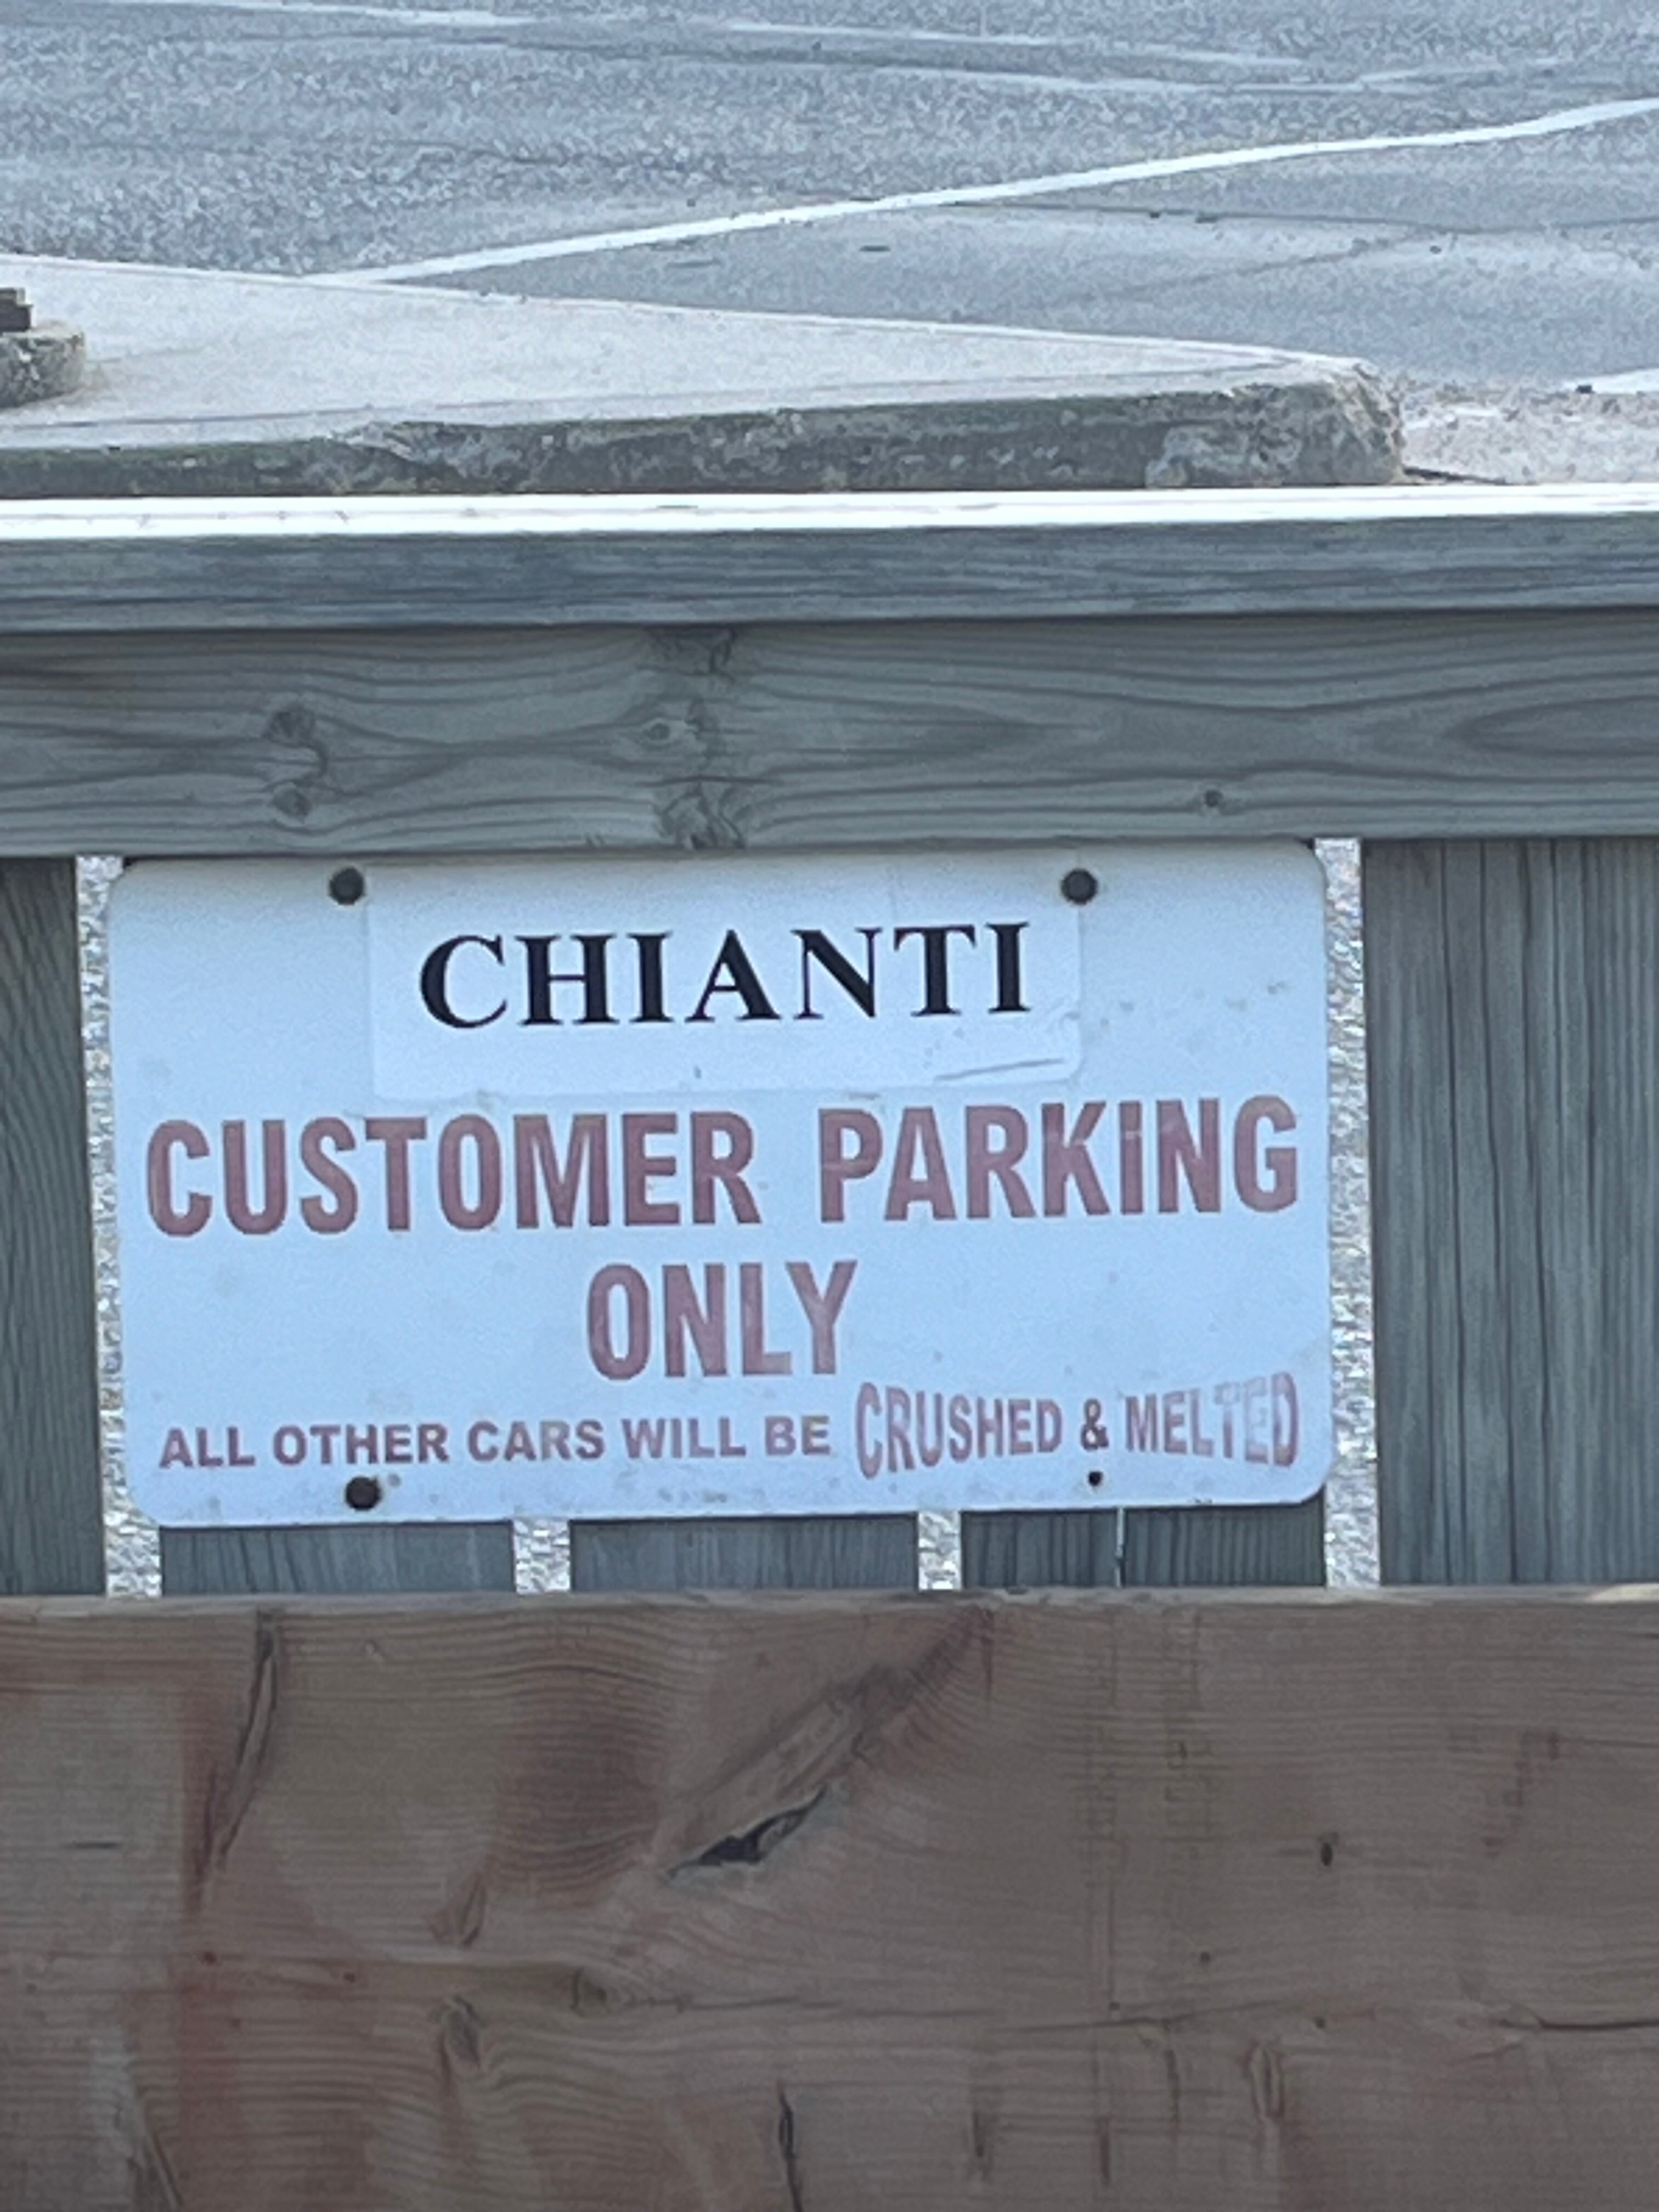 CHIANTI
CUSTOMER PARKING
ONLY
ALL OTHER CARS WILL BE CRUSHED & MELTED